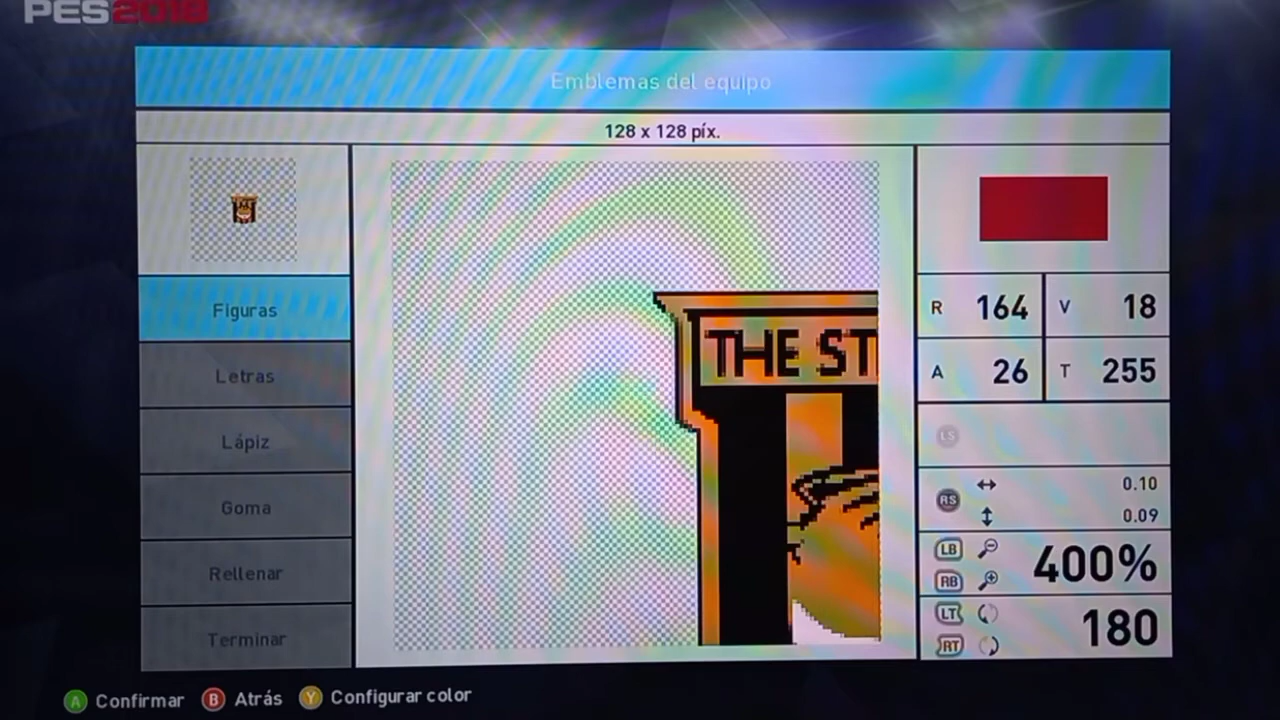 PES2018
Emblemas del equipo
128 x 128 píx.
Figuras
Letras
Lápiz
Goma
Rellenar
Terminar
THE ST
R 164 V 18
A 26 T 255
LS
RS ↔ 0.10
↕ 0.09
LB 400%
RB
LT 180
RT
A Confirmar B Atrás Y Configurar color